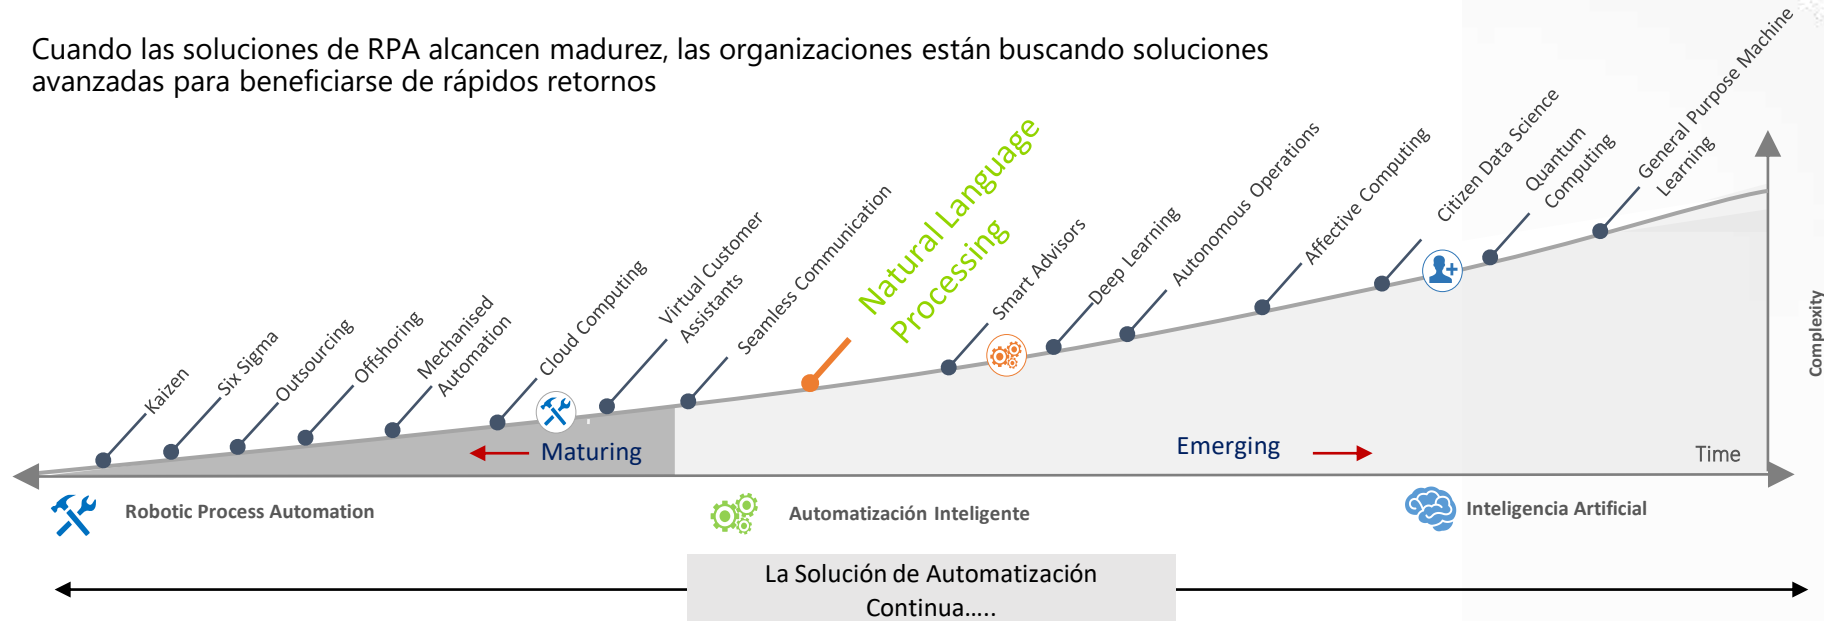 Cuando las soluciones de RPA alcancen madurez, las organizaciones están buscando soluciones
avanzadas para beneficiarse de rápidos retornos
Kaizen
Six Sigma
Outsourcing
Offshoring
Mechanised
Automation
Cloud Computing
Virtual Customer
Assistants
Seamless Communication
Natural Language
Processing
Smart Advisors
Deep Learning
Autonomous Operations
Affective Computing
Citizen Data Science
Quantum
Computing
General Purpose Machine
Learning
Complexity
Maturing
Emerging
Time
Robotic Process Automation
Automatización Inteligente
Inteligencia Artificial
La Solución de Automatización
Continua.....